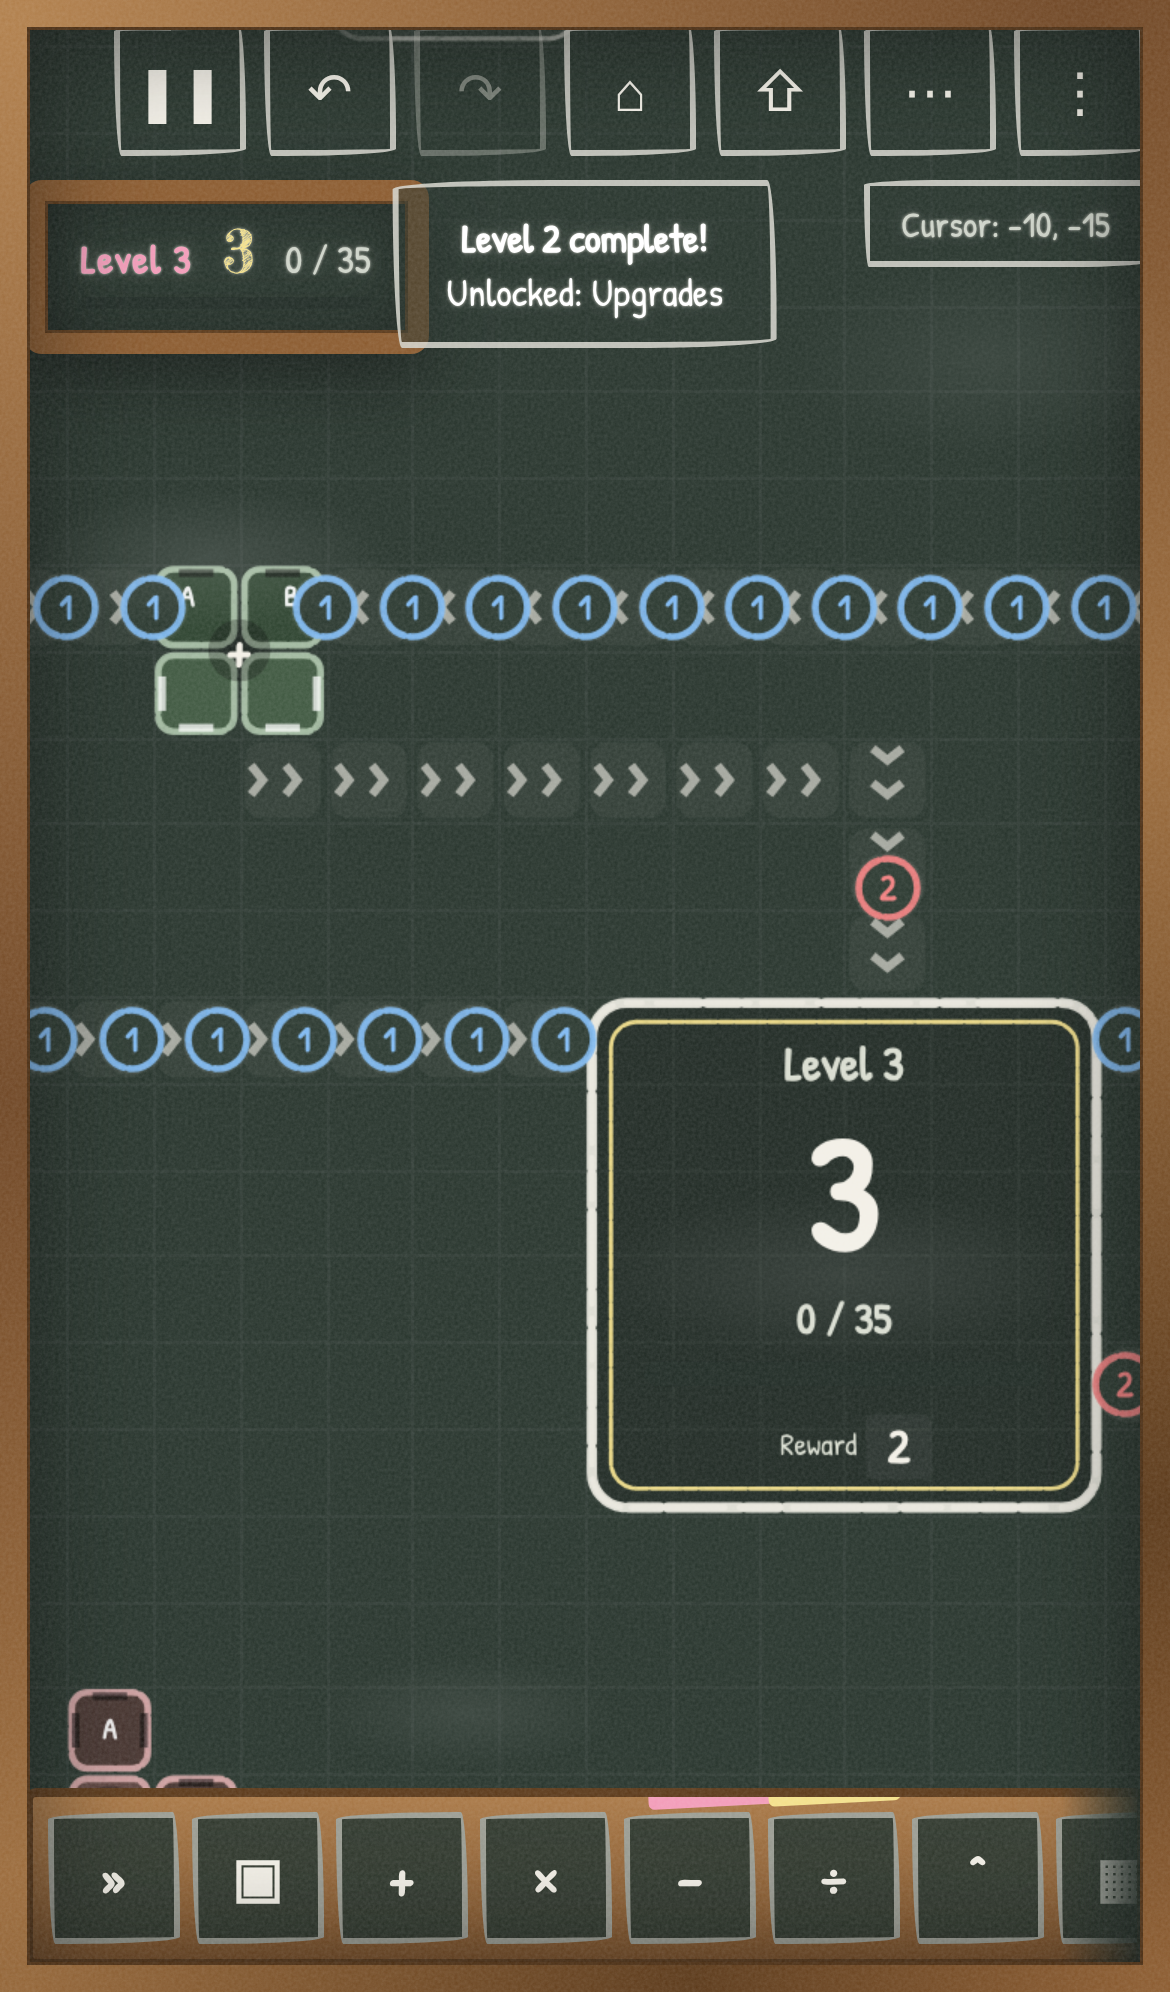 Level 3 3 0 / 35
Level 2 complete!
Unlocked: Upgrades
Cursor: -10, -15
1 1 A B 1 1 1 1 1 1 1 1 1 1
+
2
1 1 1 1 1 1 1 1
Level 3
3
0 / 35
2
Reward 2
A
» + × − ÷ ^